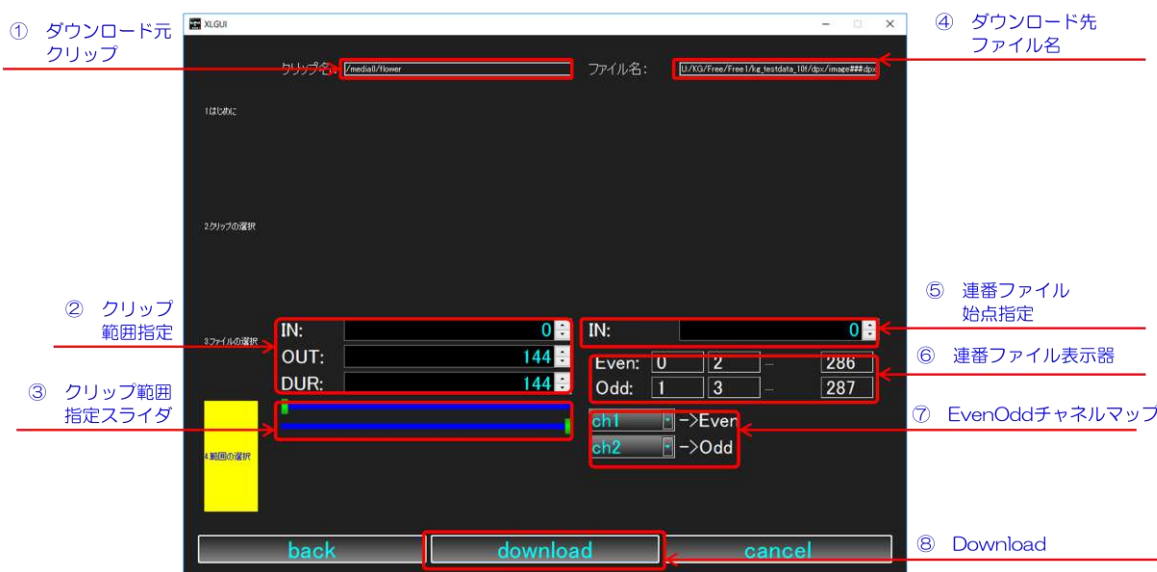 ① ダウンロード元
クリップ
XLGUI
④ ダウンロード先
ファイル名
クリップ名:
/media0/flower
ファイル名:
U:/KG/Free/Free1/kg_testdata_10f/dpx/image###.dpx
1.はじめに
2.クリップの選択
② クリップ
範囲指定
3.ファイルの選択
IN: 0
OUT: 144
DUR: 144
⑤ 連番ファイル
始点指定
IN: 0
⑥ 連番ファイル表示器
Even: 0 2 ... 286
Odd: 1 3 ... 287
③ クリップ範囲
指定スライダ
⑦ EvenOddチャネルマップ
ch1 ->Even
ch2 ->Odd
4.範囲の選択
back download cancel
⑧ Download